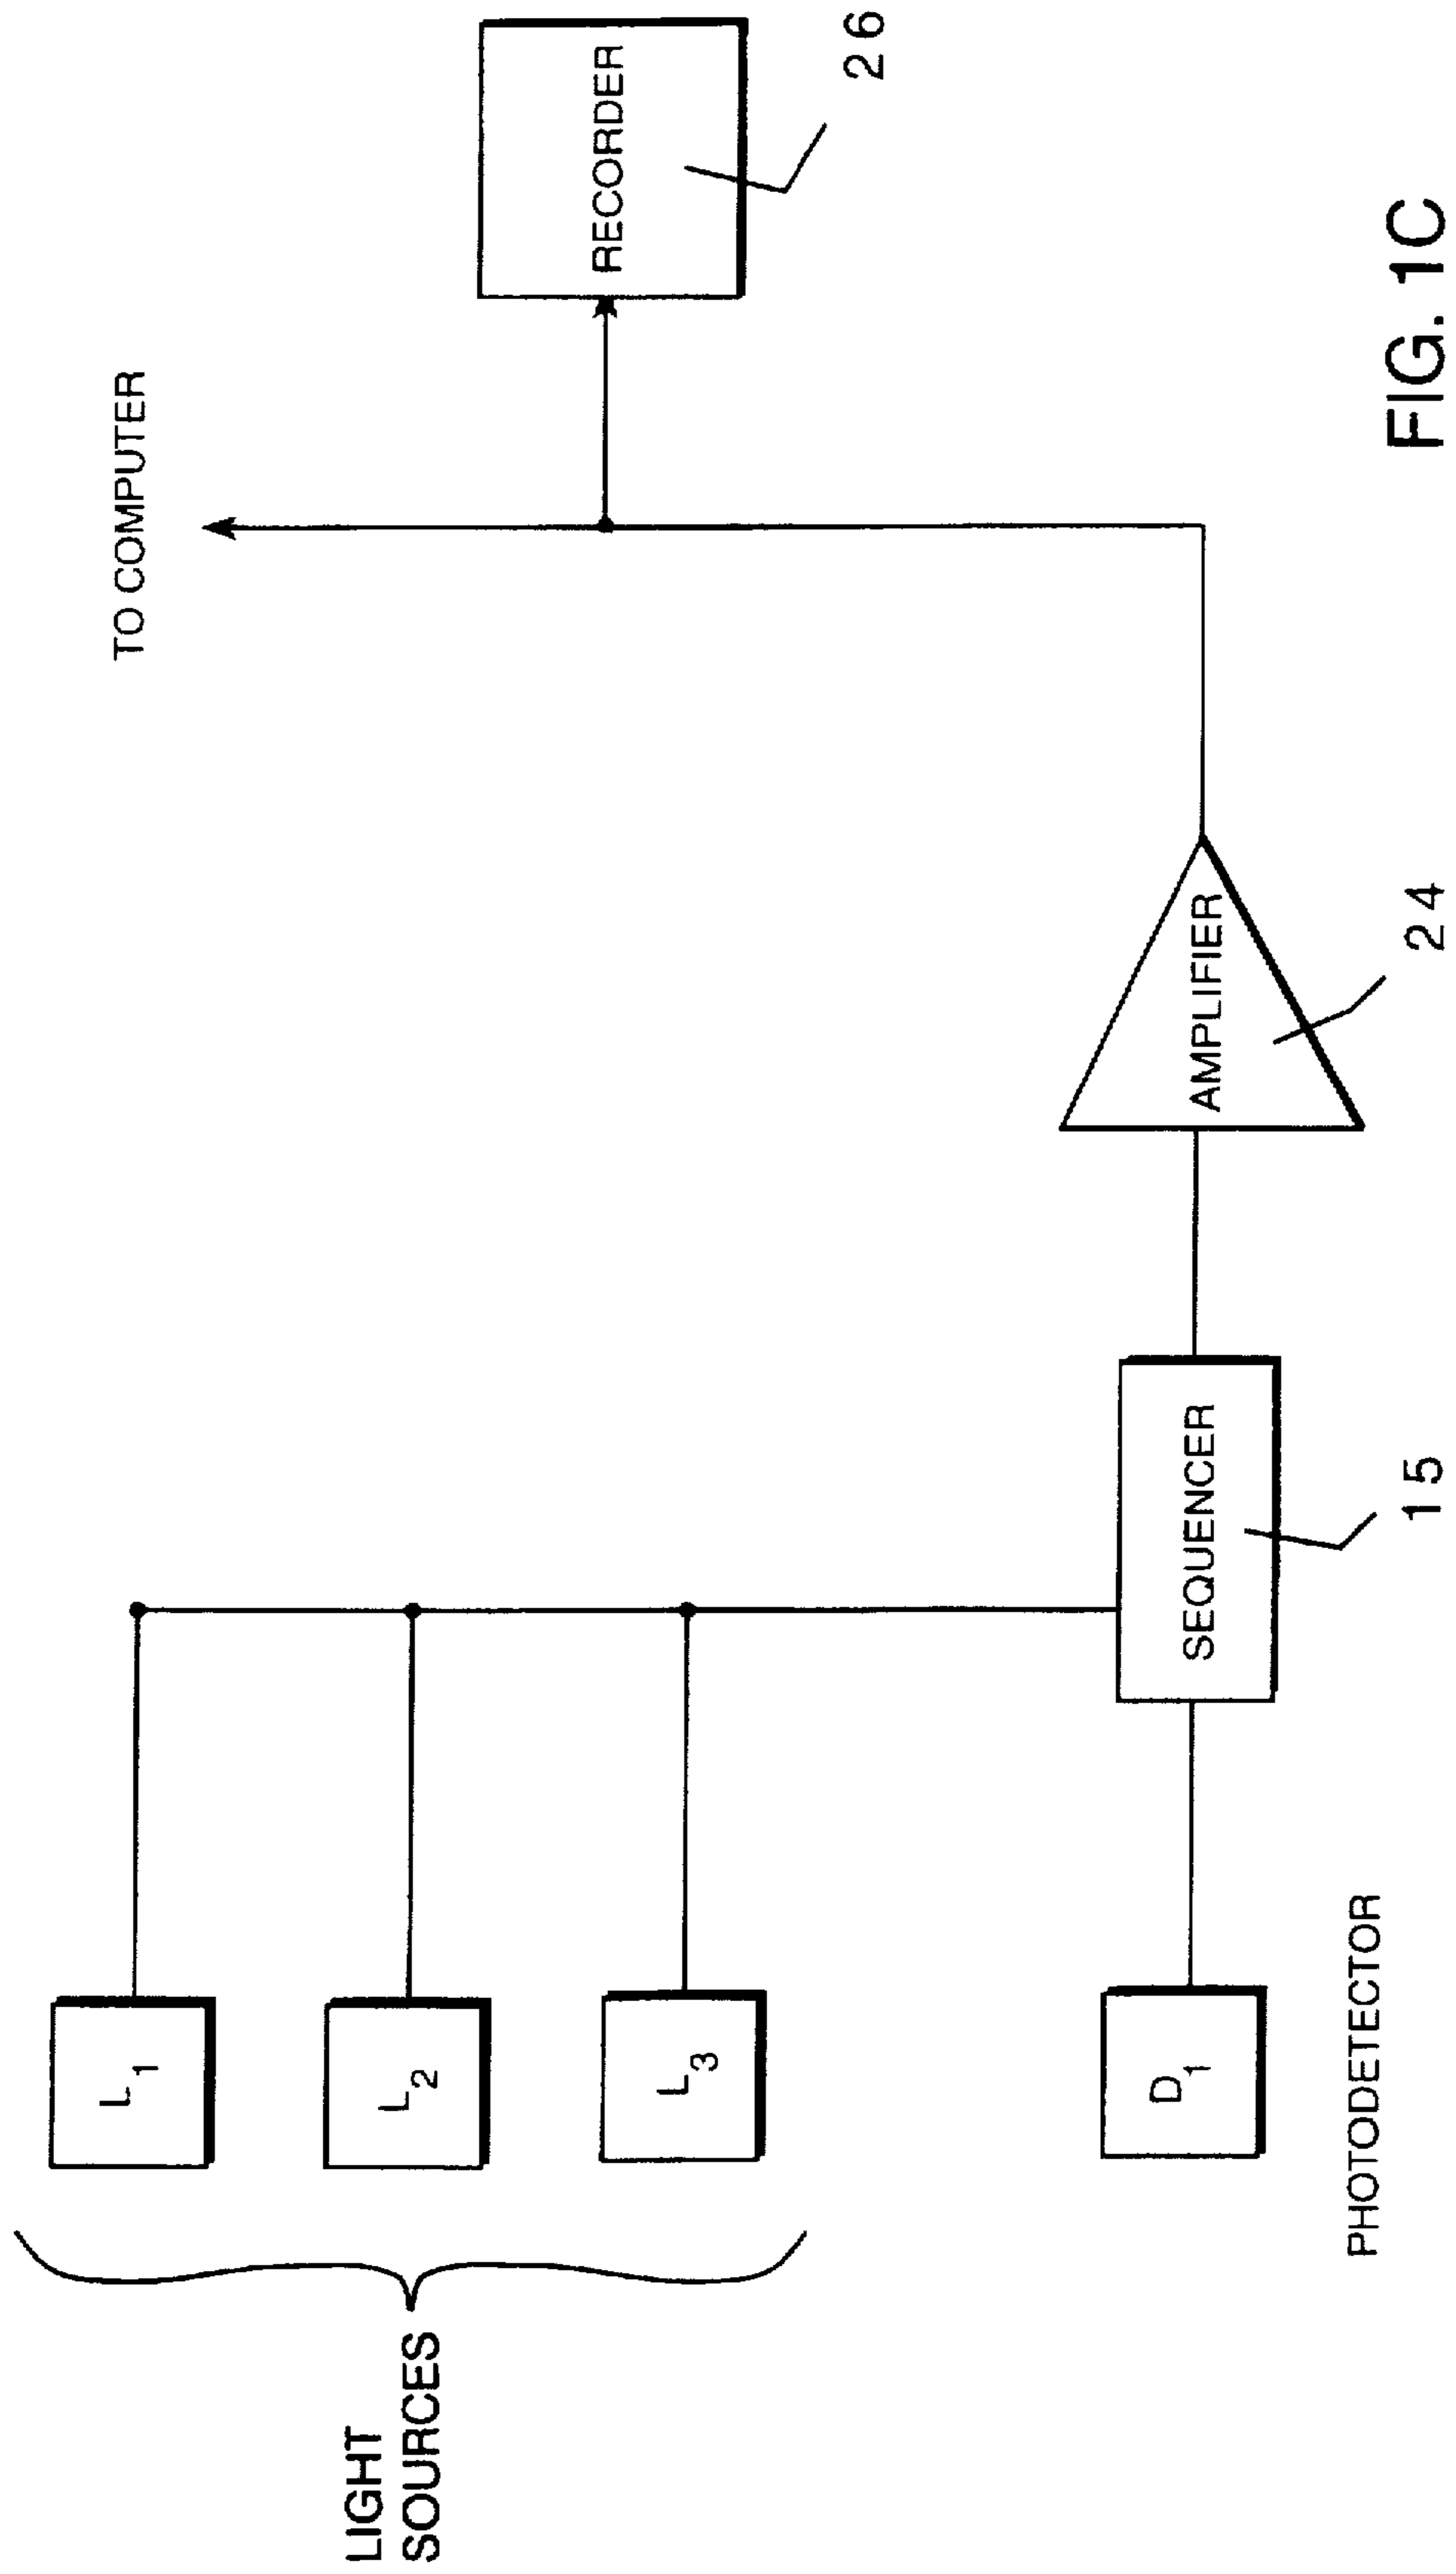 TO COMPUTER
RECORDER
26
LIGHT
SOURCES
L1
L2
L3
D1
PHOTODETECTOR
SEQUENCER
15
AMPLIFIER
24
FIG. 1C